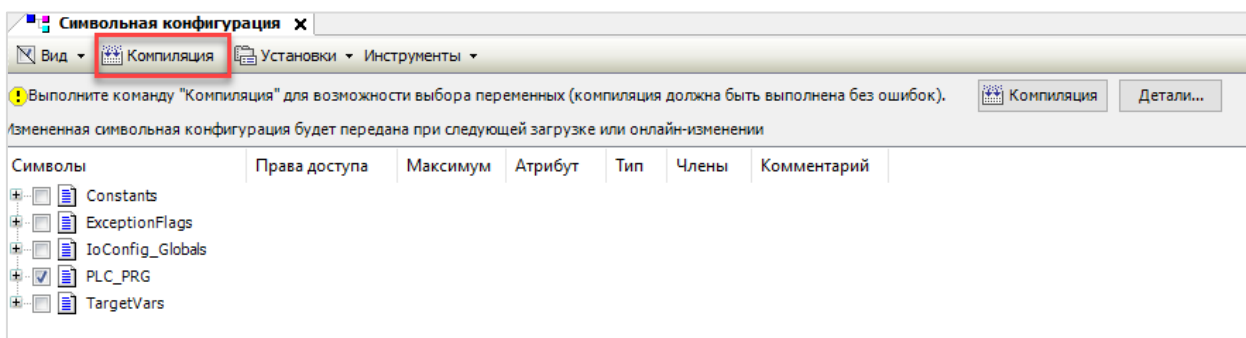 Символьная конфигурация x
Вид Компиляция Установки Инструменты
Выполните команду "Компиляция" для возможности выбора переменных (компиляция должна быть выполнена без ошибок). Компиляция Детали...
Измененная символьная конфигурация будет передана при следующей загрузке или онлайн-изменении
Символы Права доступа Максимум Атрибут Тип Члены Комментарий
Constants
ExceptionFlags
IoConfig_Globals
PLC_PRG
TargetVars